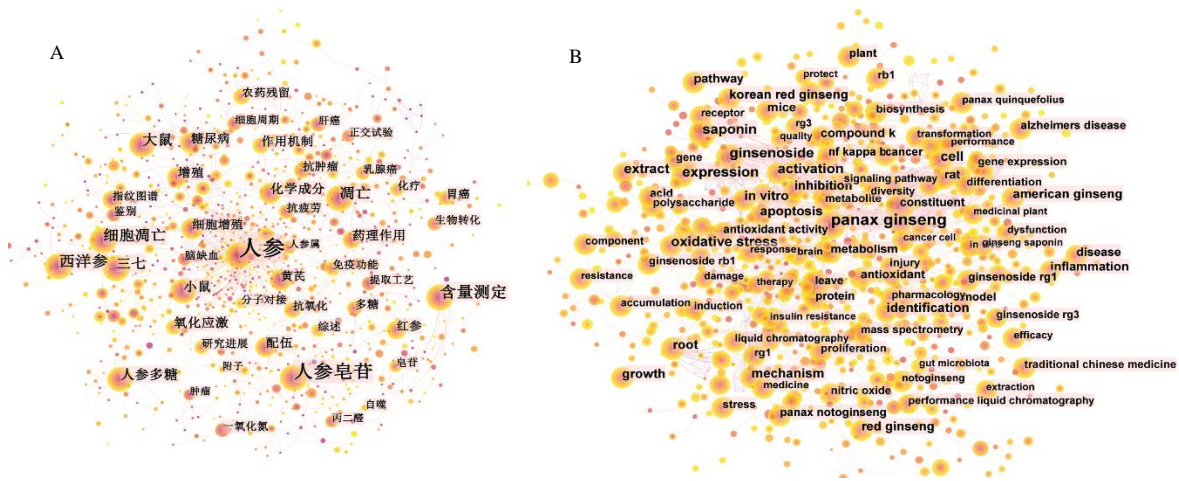 A
农药残留
细胞周期
肝癌
正交试验
大鼠
糖尿病
作用机制
抗肿瘤
乳腺癌
增殖
化疗
指纹图谱
化学成分
凋亡
胃癌
鉴别
抗疲劳
生物转化
细胞凋亡
细胞增殖
药理作用
人参
人参属
西洋参
三七
脑缺血
免疫功能
黄芪
提取工艺
小鼠
含量测定
分子对接
抗氧化
多糖
氧化应激
综述
红参
研究进展
配伍
人参多糖
附子
人参皂苷
皂苷
肿瘤
自噬
丙二醛
一氧化氮
B
plant
pathway
protect
rb1
korean red ginseng
mice
biosynthesis
panax quinquefolius
receptor
rg3
saponin
quality
compound k
transformation
alzheimers disease
performance
ginsenoside
nf kappa b
cancer
cell
gene
signaling pathway
gene expression
extract
expression
activation
rat
inhibition
diversity
differentiation
acid
in vitro
metabolite
constituent
american ginseng
polysaccharide
apoptosis
panax ginseng
medicinal plant
antioxidant activity
cancer cell
dysfunction
component
oxidative stress
response
brain
metabolism
in
ginseng saponin
disease
ginsenoside rb1
injury
inflammation
resistance
damage
therapy
leave
antioxidant
ginsenoside rg1
accumulation
induction
protein
pharmacology
model
identification
insulin resistance
ginsenoside rg3
mass spectrometry
efficacy
root
liquid chromatography
proliferation
rg1
gut microbiota
traditional chinese medicine
growth
mechanism
notoginseng
medicine
nitric oxide
extraction
stress
performance liquid chromatography
panax notoginseng
red ginseng